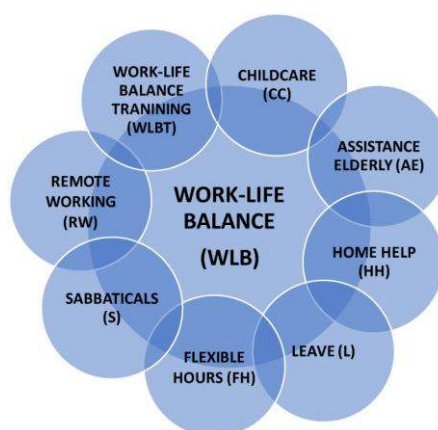 WORK-LIFE
BALANCE
TRANINING
(WLBT)
CHILDCARE
(CC)
ASSISTANCE
ELDERLY (AE)
REMOTE
WORKING
(RW)
WORK-LIFE
BALANCE
(WLB)
HOME HELP
(HH)
SABBATICALS
(S)
FLEXIBLE
HOURS (FH)
LEAVE (L)